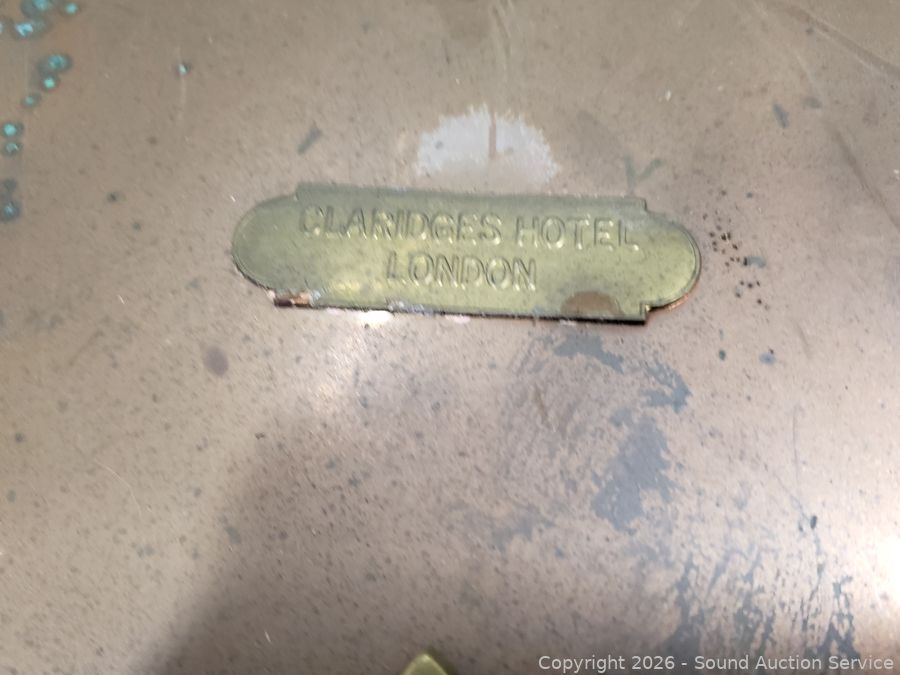 CLARIDGES HOTEL
LONDON
Copyright © 2026 - Sound Auction Service